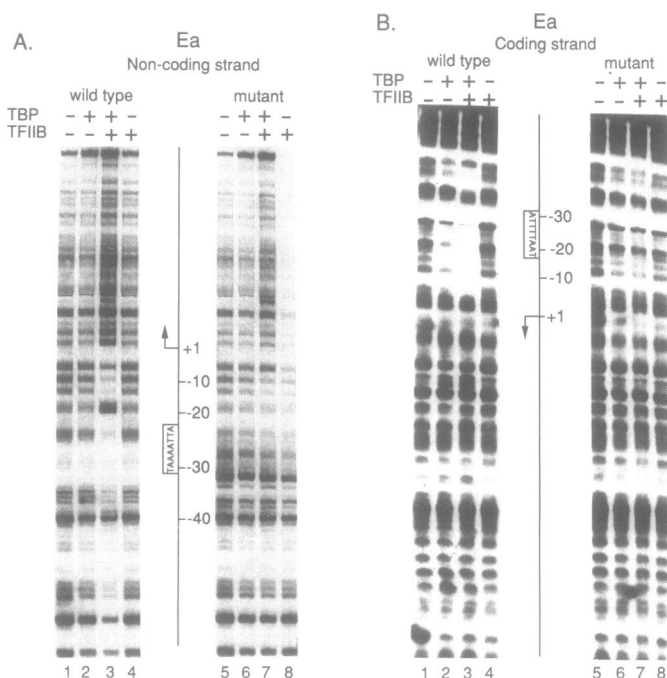 A.
Ea
Non-coding strand
wild type
mutant
TBP - + + - - + + -
TFIIB - - + + - - + +
+1
-10
-20
TAAAATTA
-30
-40
1 2 3 4 5 6 7 8
B.
Ea
Coding strand
wild type
mutant
TBP - + + - - + + -
TFIIB - - + + - - + +
-30
ATTTTAAT
-20
-10
+1
1 2 3 4 5 6 7 8